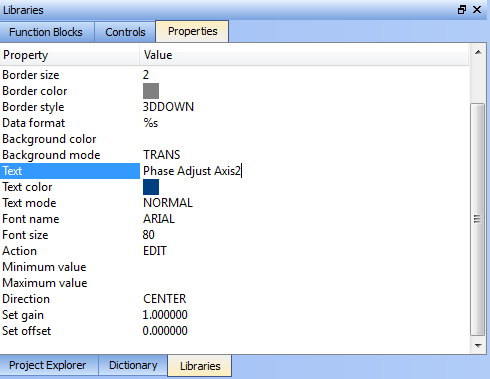 Libraries
Function Blocks Controls Properties
Property Value
Border size 2
Border color
Border style 3DDOWN
Data format %s
Background color
Background mode TRANS
Text Phase Adjust Axis2
Text color
Text mode NORMAL
Font name ARIAL
Font size 80
Action EDIT
Minimum value
Maximum value
Direction CENTER
Set gain 1.000000
Set offset 0.000000
Project Explorer Dictionary Libraries